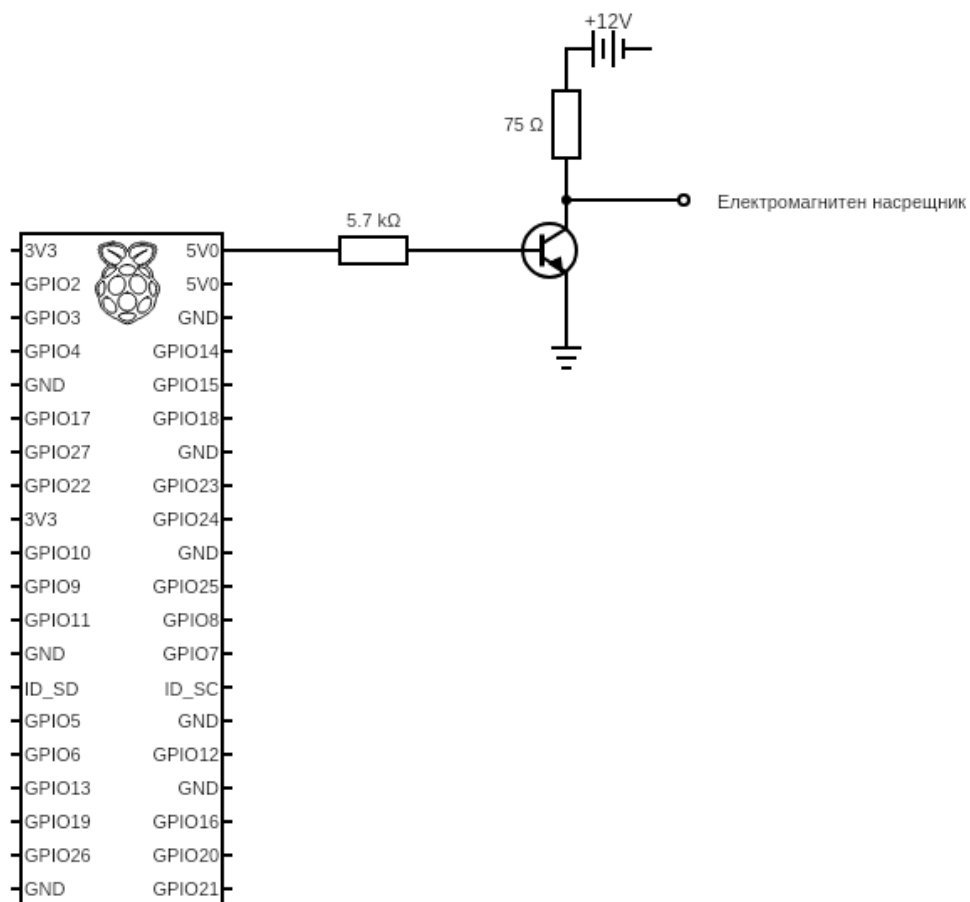 +12V
75 Ω
Електромагнитен насрещник
5.7 kΩ
3V3 5V0
GPIO2 5V0
GPIO3 GND
GPIO4 GPIO14
GND GPIO15
GPIO17 GPIO18
GPIO27 GND
GPIO22 GPIO23
3V3 GPIO24
GPIO10 GND
GPIO9 GPIO25
GPIO11 GPIO8
GND GPIO7
ID_SD ID_SC
GPIO5 GND
GPIO6 GPIO12
GPIO13 GND
GPIO19 GPIO16
GPIO26 GPIO20
GND GPIO21